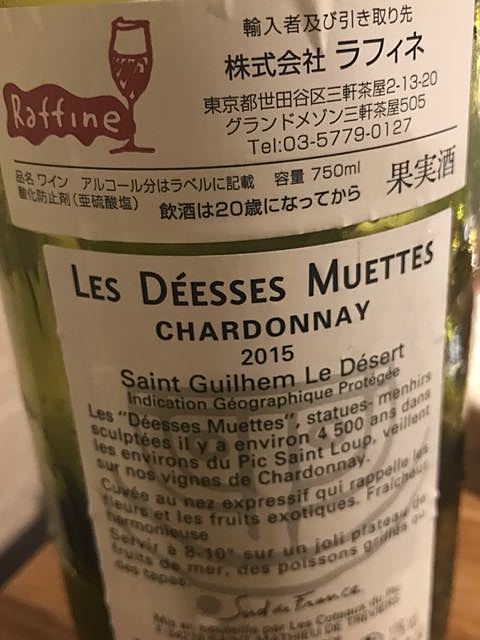 輸入者及び引き取り先
株式会社 ラフィネ
Raffine
東京都世田谷区三軒茶屋2-13-20
グランドメゾン三軒茶屋505
Tel:03-5779-0127
品名 ワイン アルコール分はラベルに記載 容量 750ml
酸化防止剤(亜硫酸塩) 飲酒は20歳になってから
果実酒
LES DÉESSES MUETTES
CHARDONNAY
2015
Saint Guilhem Le Désert
Indication Géographique Protégée
Les "Déesses Muettes", statues- menhirs
sculptées il y a environ 4 500 ans dans
les environs du Pic Saint Loup, veillent
sur nos vignes de Chardonnay.
Cuvée au nez expressif qui rappelle les
fleurs et les fruits exotiques. Fraîcheur
harmonieuse
Servir à 8-10° sur un joli plateau de
fruits de mer, des poissons grillés ou
des tapas.
Sud de France
Mis en bouteille par Les Coteaux du Pic